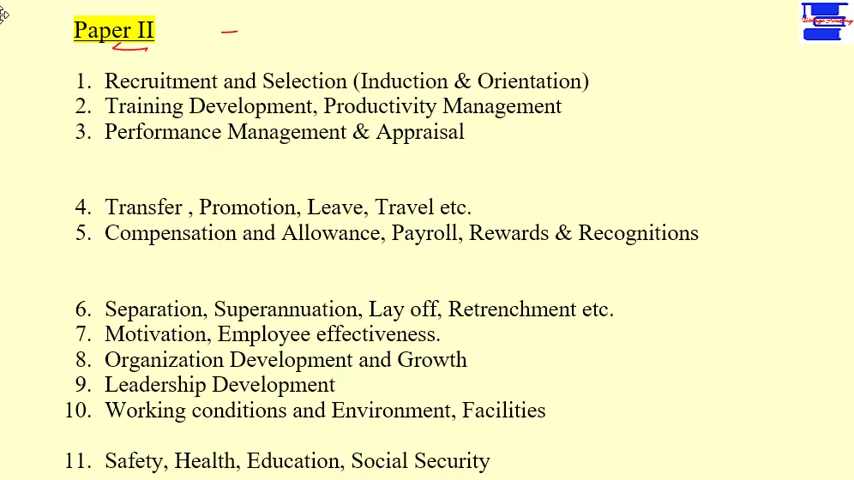 Paper II
1. Recruitment and Selection (Induction & Orientation)
2. Training Development, Productivity Management
3. Performance Management & Appraisal
4. Transfer , Promotion, Leave, Travel etc.
5. Compensation and Allowance, Payroll, Rewards & Recognitions
6. Separation, Superannuation, Lay off, Retrenchment etc.
7. Motivation, Employee effectiveness.
8. Organization Development and Growth
9. Leadership Development
10. Working conditions and Environment, Facilities
11. Safety, Health, Education, Social Security